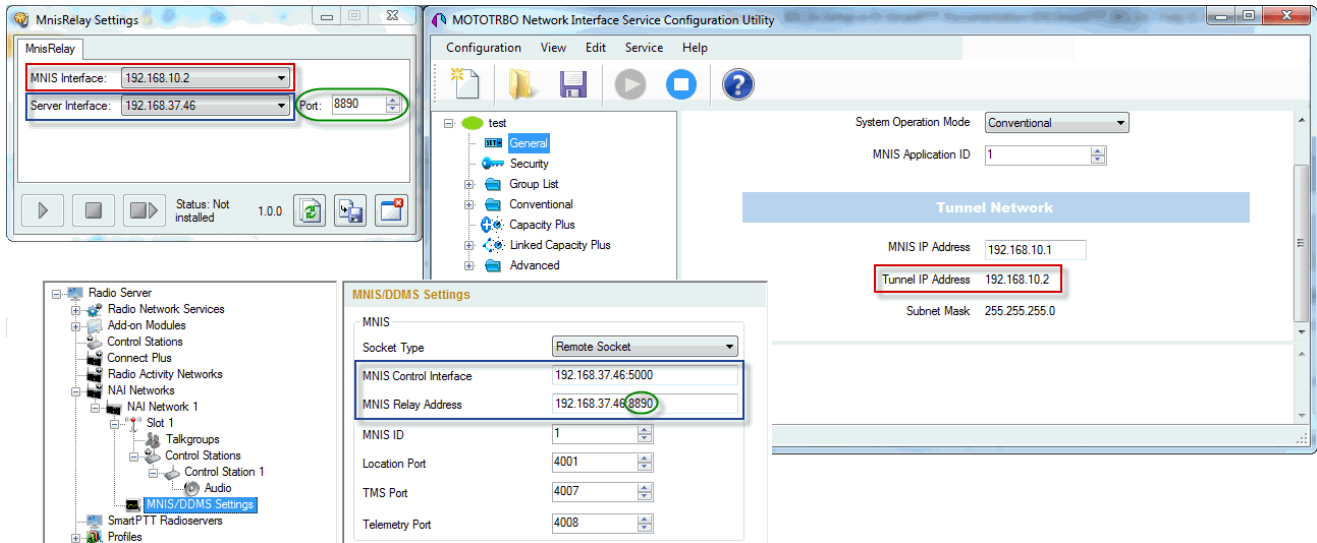 MnisRelay Settings
MnisRelay
MNIS Interface: 192.168.10.2
Server Interface: 192.168.37.46 Port: 8890
Status: Not installed 1.0.0
MOTOTRBO Network Interface Service Configuration Utility
Configuration View Edit Service Help
test
SET General
Security
Group List
Conventional
Capacity Plus
Linked Capacity Plus
Advanced
System Operation Mode Conventional
MNIS Application ID 1
Tunnel Network
MNIS IP Address 192.168.10.1
Tunnel IP Address 192.168.10.2
Subnet Mask 255.255.255.0
Radio Server
Radio Network Services
Add-on Modules
Control Stations
Connect Plus
Radio Activity Networks
NAI Networks
NAI Network 1
Slot 1
Talkgroups
Control Stations
Control Station 1
Audio
MNIS/DDMS Settings
SmartPTT Radioservers
Profiles
MNIS/DDMS Settings
MNIS
Socket Type Remote Socket
MNIS Control Interface 192.168.37.46:5000
MNIS Relay Address 192.168.37.46:8890
MNIS ID 1
Location Port 4001
TMS Port 4007
Telemetry Port 4008